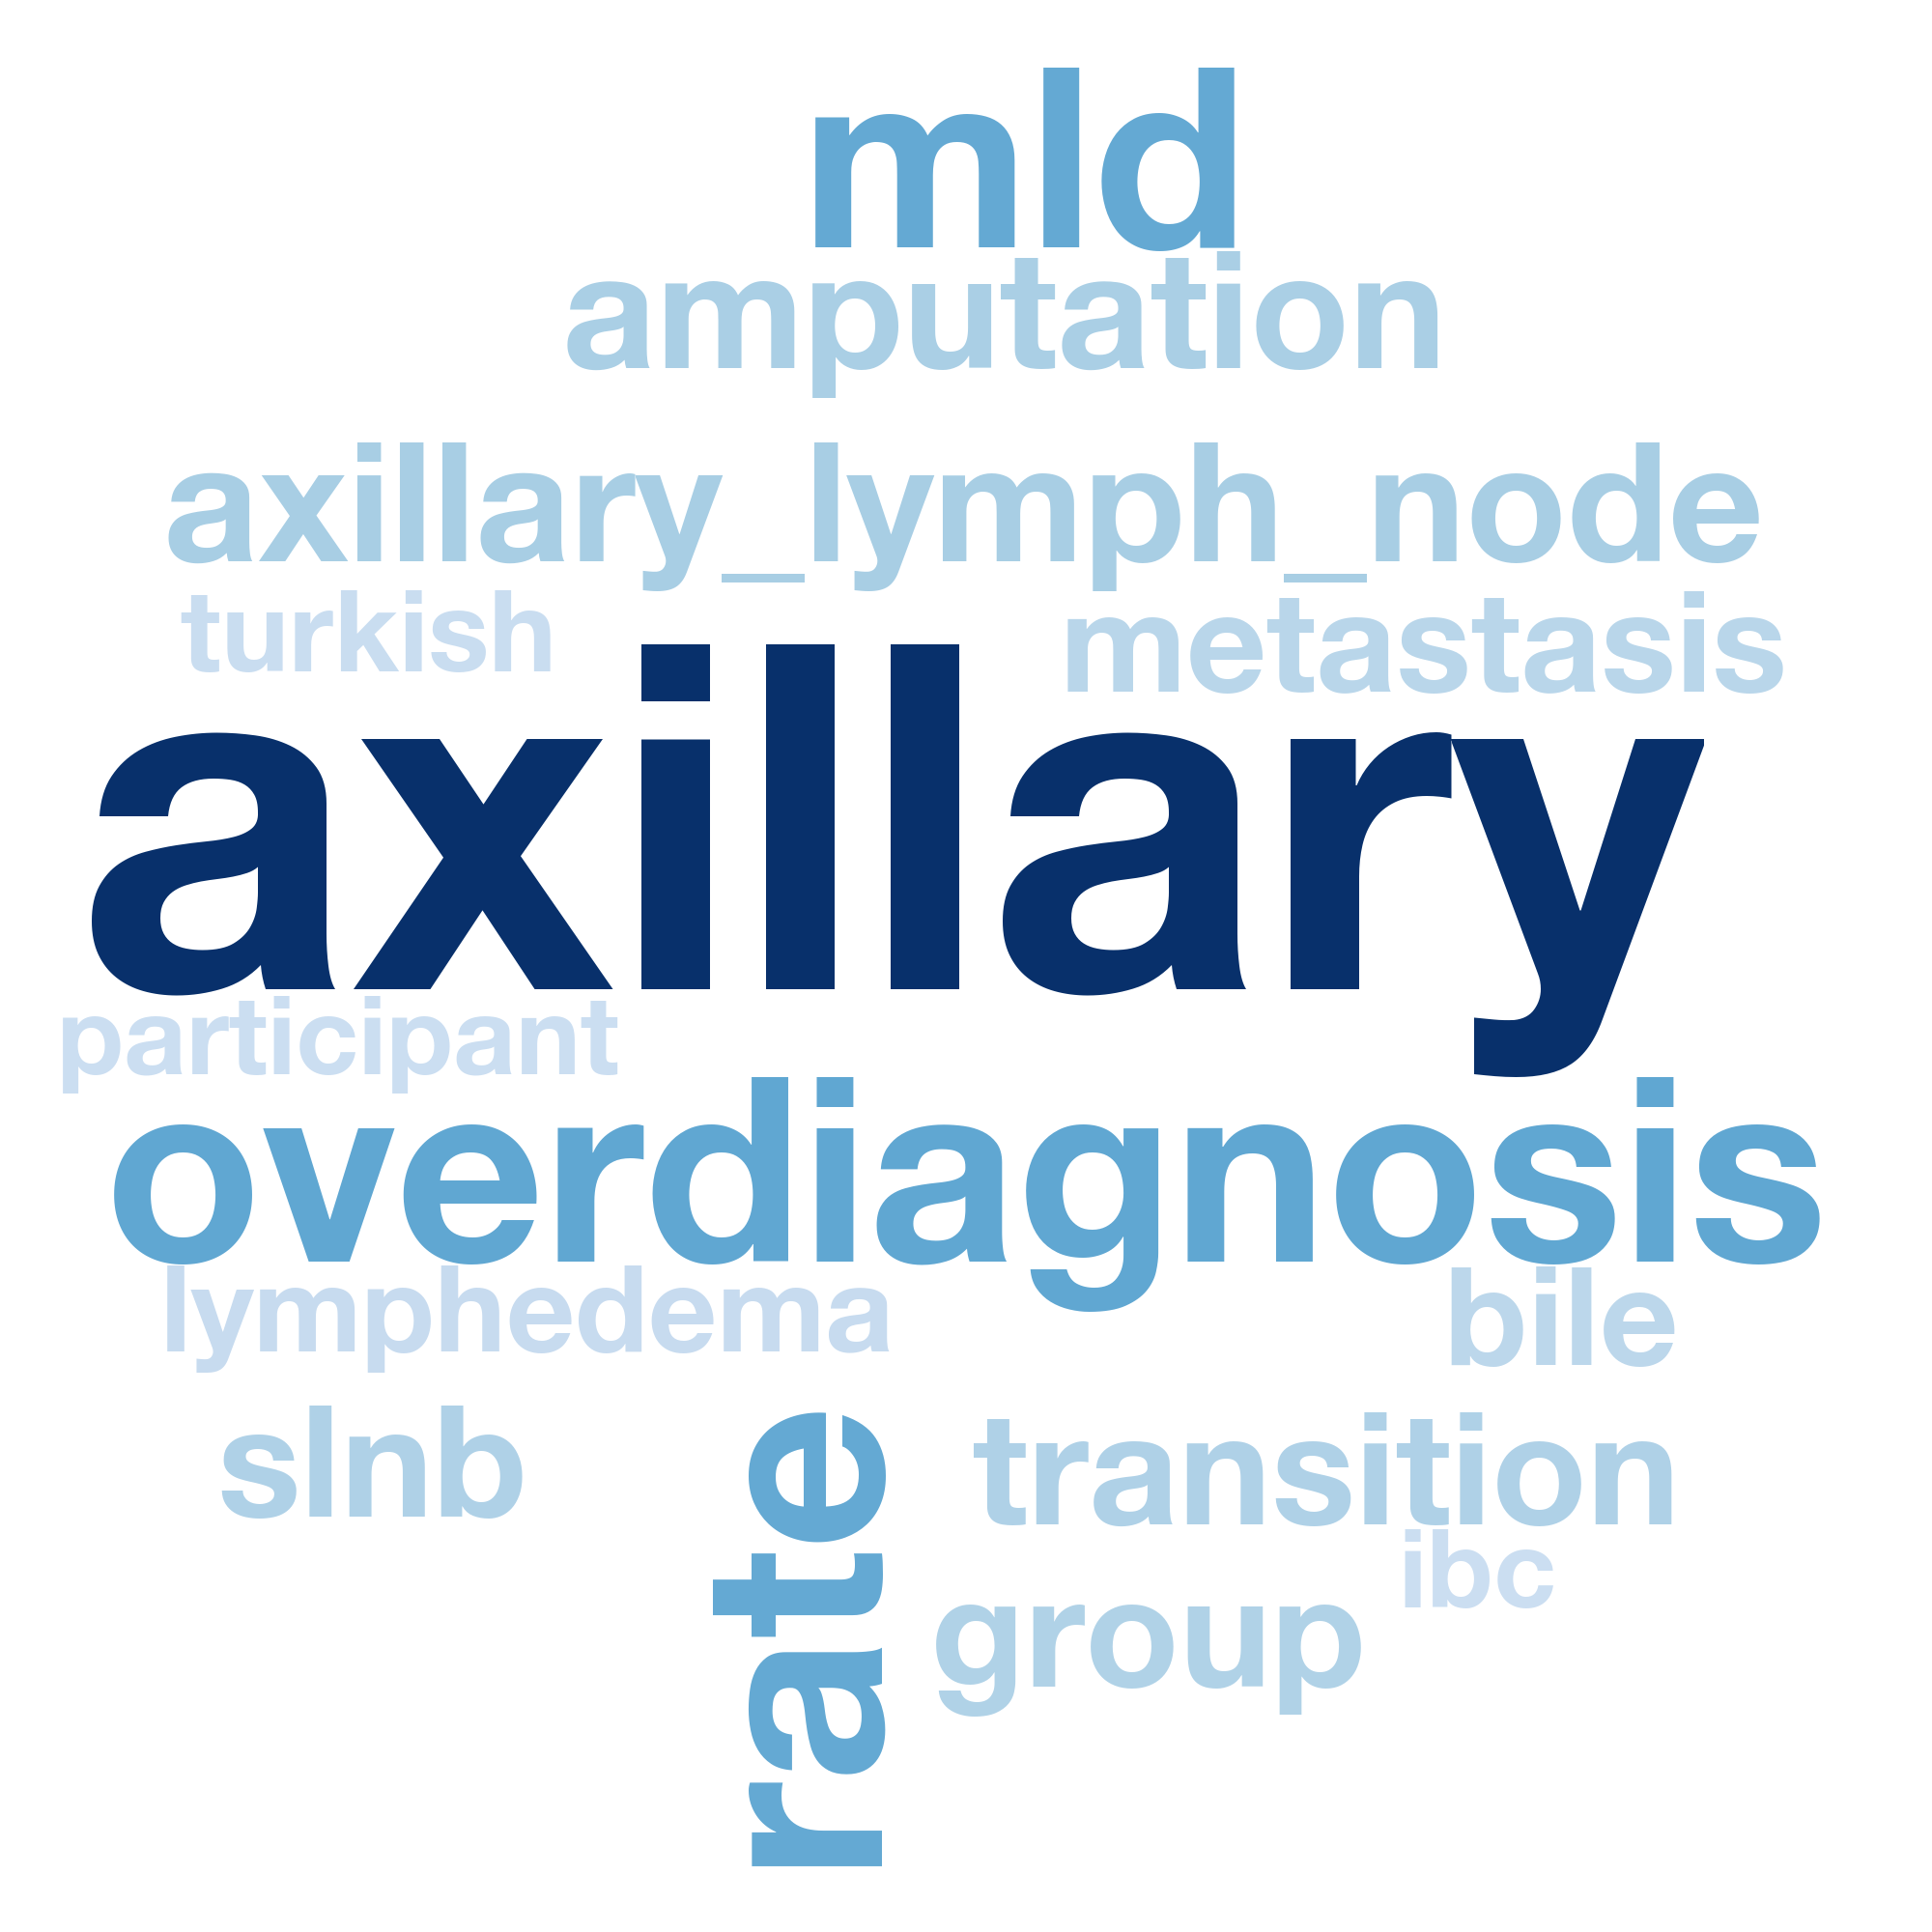 mld
amputation
axillary_lymph_node
turkish
metastasis
axillary
participant
overdiagnosis
lymphedema
bile
slnb
rate
transition
ibc
group